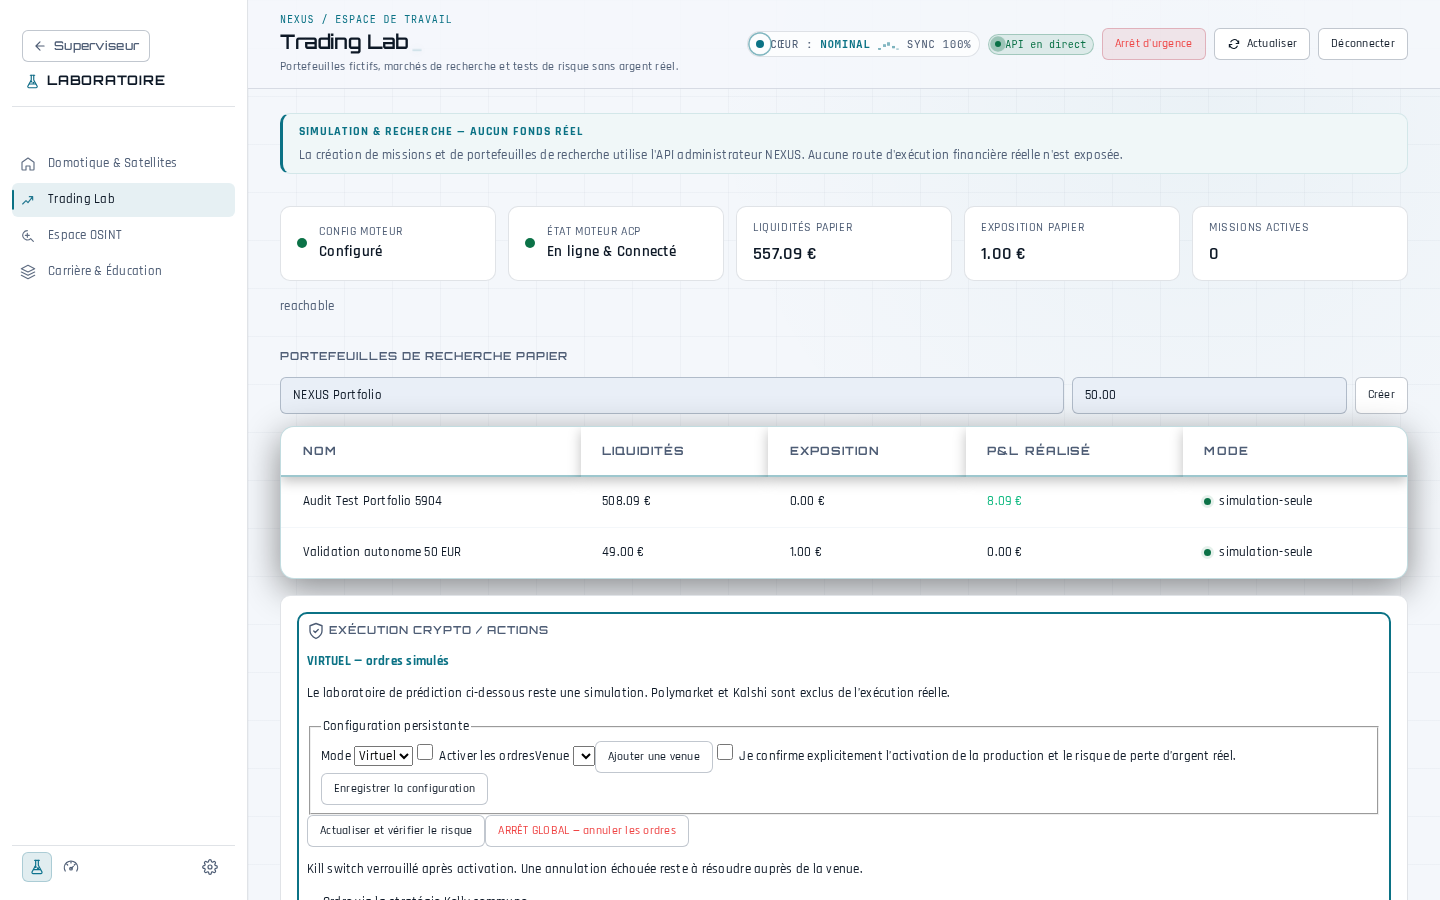 Superviseur
LABORATOIRE
Domotique & Satellites
Trading Lab
Espace OSINT
Carrière & Éducation
NEXUS / ESPACE DE TRAVAIL
Trading Lab_
Portefeuilles fictifs, marchés de recherche et tests de risque sans argent réel.
CŒUR : NOMINAL SYNC 100%
API en direct
Arrêt d'urgence
Actualiser
Déconnecter
SIMULATION & RECHERCHE — AUCUN FONDS RÉEL
La création de missions et de portefeuilles de recherche utilise l'API administrateur NEXUS. Aucune route d'exécution financière réelle n'est exposée.
CONFIG MOTEUR
Configuré
ÉTAT MOTEUR ACP
En ligne & Connecté
LIQUIDITÉS PAPIER
557.09 €
EXPOSITION PAPIER
1.00 €
MISSIONS ACTIVES
0
reachable
PORTEFEUILLES DE RECHERCHE PAPIER
NEXUS Portfolio 50.00 Créer
NOM LIQUIDITÉS EXPOSITION P&L RÉALISÉ MODE
Audit Test Portfolio 5904 508.09 € 0.00 € 8.09 € simulation-seule
Validation autonome 50 EUR 49.00 € 1.00 € 0.00 € simulation-seule
EXÉCUTION CRYPTO / ACTIONS
VIRTUEL — ordres simulés
Le laboratoire de prédiction ci-dessous reste une simulation. Polymarket et Kalshi sont exclus de l'exécution réelle.
Configuration persistante
Mode Virtuel Activer les ordresVenue Ajouter une venue Je confirme explicitement l'activation de la production et le risque de perte d'argent réel.
Enregistrer la configuration
Actualiser et vérifier le risque ARRÊT GLOBAL — annuler les ordres
Kill switch verrouillé après activation. Une annulation échouée reste à résoudre auprès de la venue.
Ordre via la stratégie Kelly commune